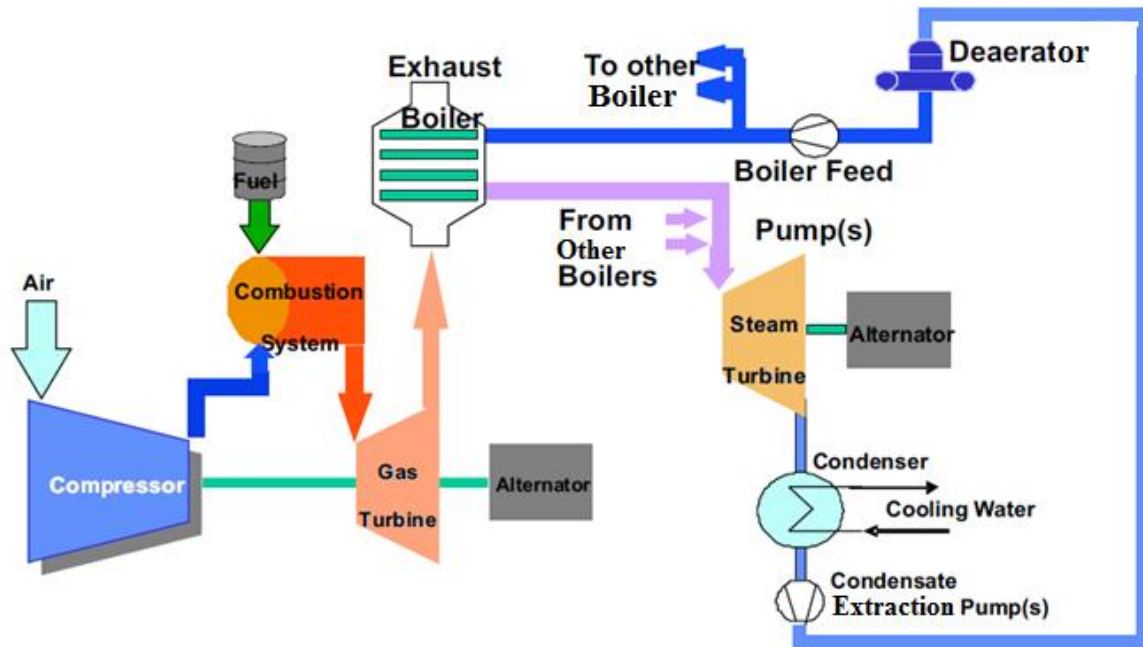 Exhaust
Boiler
To other
Boiler
Deaerator
Fuel
Boiler Feed
Pump(s)
From
Other
Boilers
Air
Combustion
System
Steam
Turbine
Alternator
Compressor
Gas
Turbine
Alternator
Condenser
Cooling Water
Condensate
Extraction Pump(s)